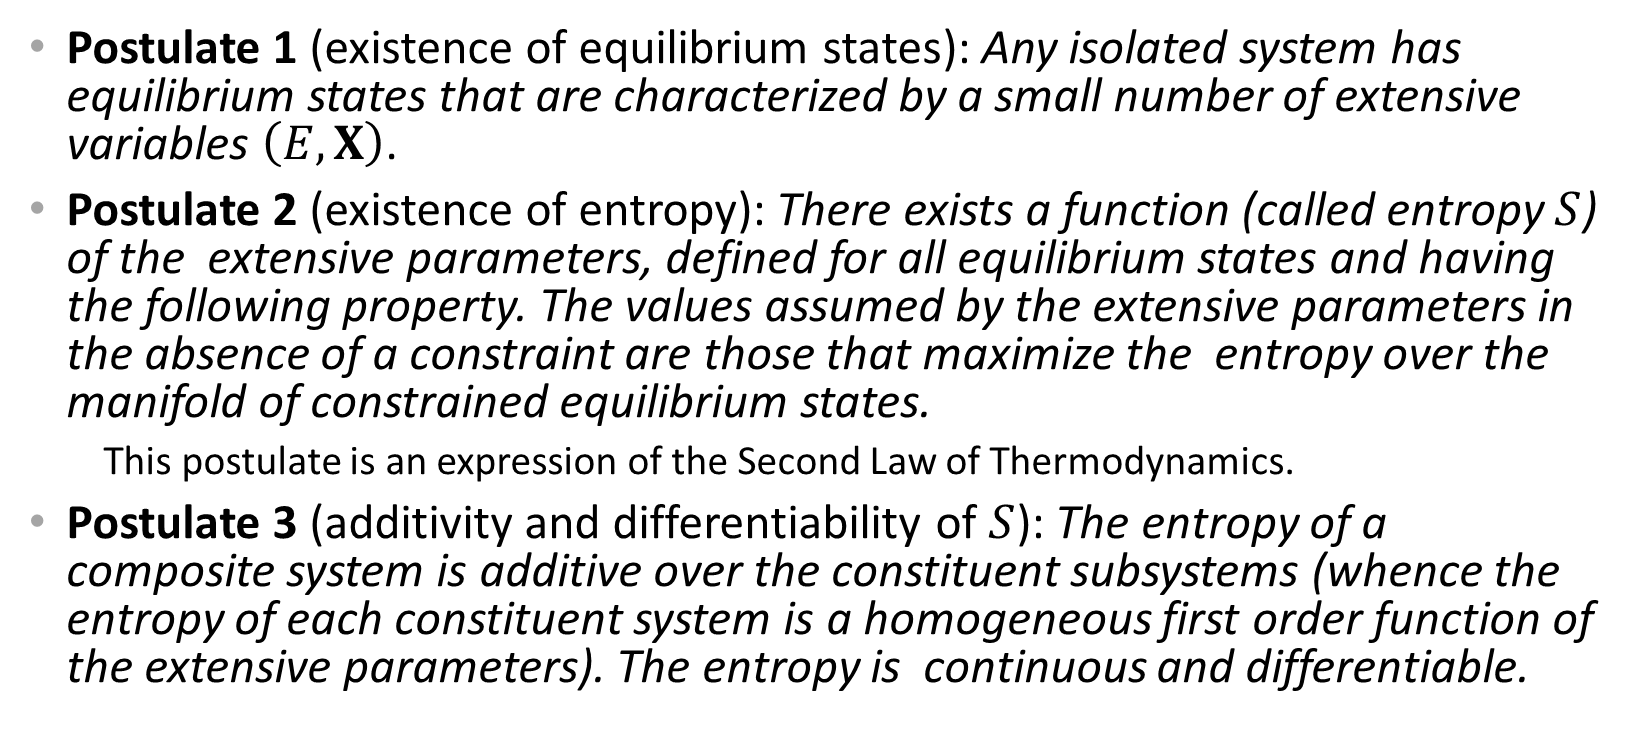 • Postulate 1 (existence of equilibrium states): Any isolated system has
equilibrium states that are characterized by a small number of extensive
variables (E, X).
• Postulate 2 (existence of entropy): There exists a function (called entropy S)
of the extensive parameters, defined for all equilibrium states and having
the following property. The values assumed by the extensive parameters in
the absence of a constraint are those that maximize the entropy over the
manifold of constrained equilibrium states.
This postulate is an expression of the Second Law of Thermodynamics.
• Postulate 3 (additivity and differentiability of S): The entropy of a
composite system is additive over the constituent subsystems (whence the
entropy of each constituent system is a homogeneous first order function of
the extensive parameters). The entropy is continuous and differentiable.